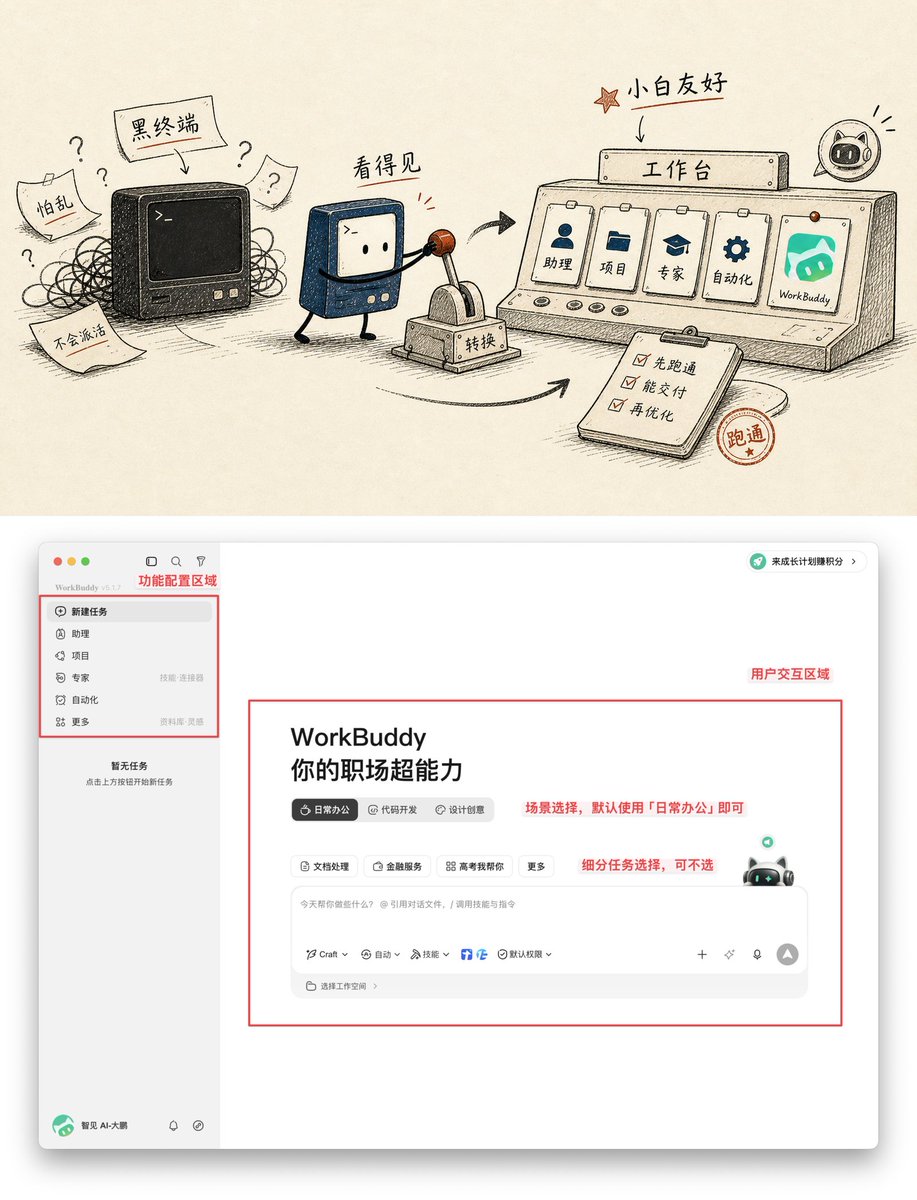 黑终端
怕乱
不会派活
?
?
?
?
?
>_
看得见
>_
转换
小白友好
工作台
助理
项目
专家
自动化
WorkBuddy
先跑通
能交付
再优化
跑通
WorkBuddy v5.1.7
功能配置区域
新建任务
助理
项目
专家 技能·连接器
自动化
更多 资料库·灵感
暂无任务
点击上方按钮开始新任务
智见 AI-大鹏
来成长计划赚积分 >
用户交互区域
WorkBuddy
你的职场超能力
日常办公 代码开发 设计创意
场景选择，默认使用「日常办公」即可
文档处理 金融服务 高考我帮你 更多
细分任务选择，可不选
今天帮你做些什么？ @ 引用对话文件，/ 调用技能与指令
Craft 自动 技能 默认权限
选择工作空间 >